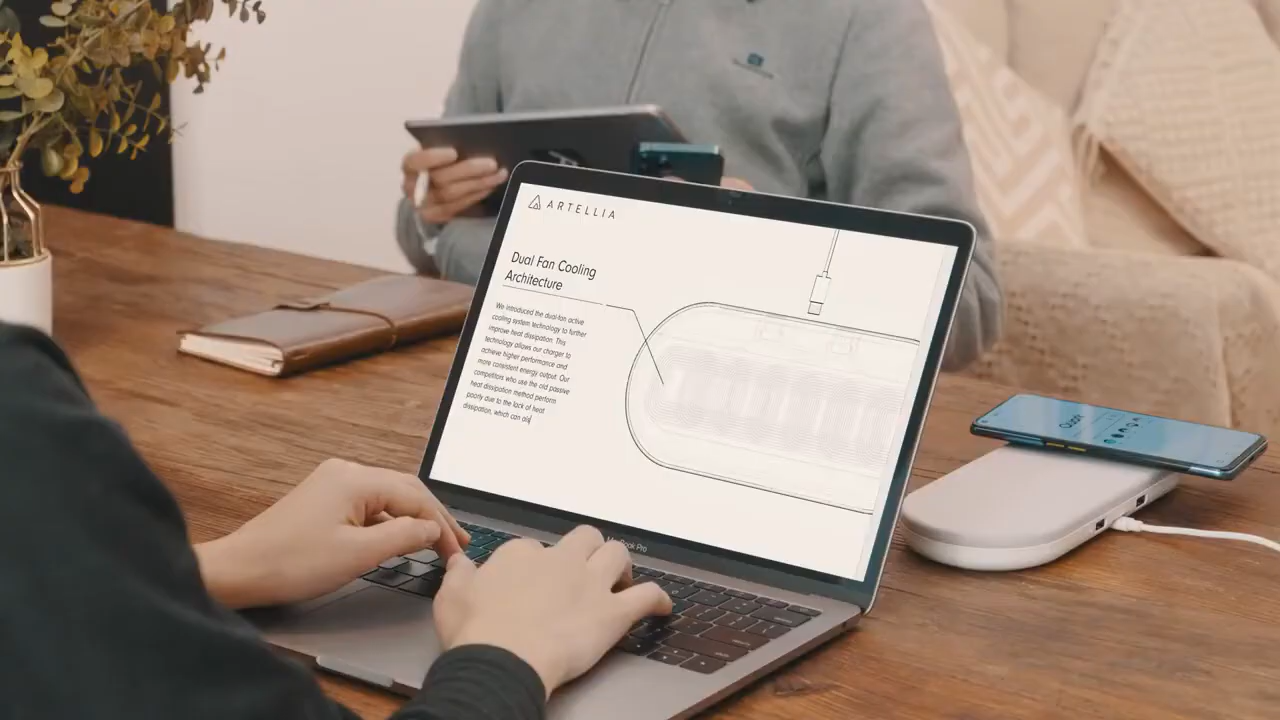 ARTELLIA
Dual Fan Cooling
Architecture
We introduced the dual-fan active
cooling system technology to further
improve heat dissipation. This
technology allows our charger to
achieve higher performance and
more consistent energy output. Our
competitors who use the old passive
heat dissipation method perform
poorly due to the lack of heat
dissipation, which can als
MacBook Pro